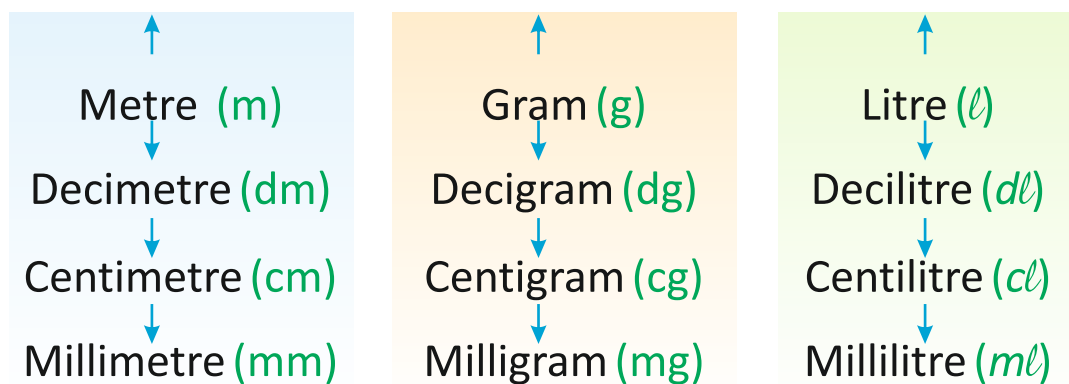 Metre (m)
Decimetre (dm)
Centimetre (cm)
Millimetre (mm)
Gram (g)
Decigram (dg)
Centigram (cg)
Milligram (mg)
Litre (ℓ)
Decilitre (dℓ)
Centilitre (cℓ)
Millilitre (mℓ)